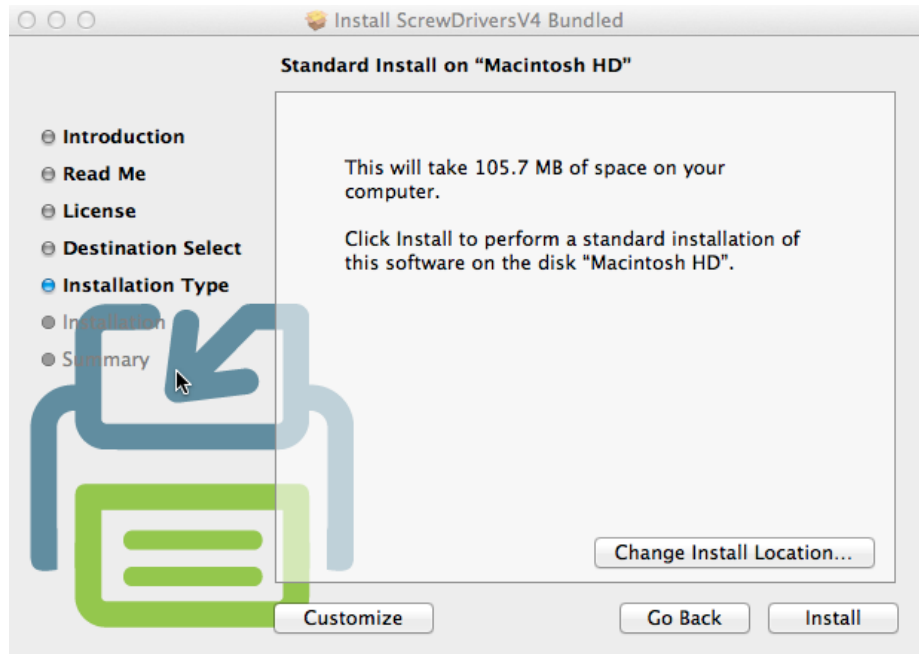 Install ScrewDriversV4 Bundled
Standard Install on “Macintosh HD"
Introduction
Read Me
License
Destination Select
Installation Type
Installation
Summary
This will take 105.7 MB of space on your
computer.
Click Install to perform a standard installation of
this software on the disk “Macintosh HD”.
Change Install Location...
Customize
Go Back
Install